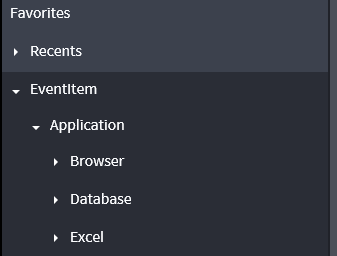 Favorites
Recents
EventItem
Application
Browser
Database
Excel